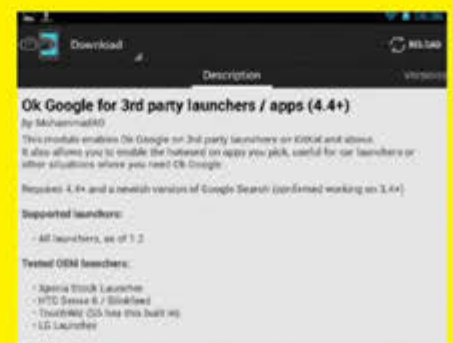 Download
RELOAD
Description
VERSIONS
Ok Google for 3rd party launchers / apps (4.4+)
by MohammadAG
This module enables Ok Google on 3rd party launchers on KitKat and above.
It also allows you to enable the hotword on apps you pick, useful for car launchers or
other situations where you need Ok Google.
Requires 4.4+ and a newish version of Google Search (confirmed working on 3.4+)
Supported launchers:
- All launchers, as of 1.2
Tested OEM launchers:
- Xperia Stock Launcher
- HTC Sense 6 / Blinkfeed
- TouchWiz (S5 has this built in)
- LG Launcher